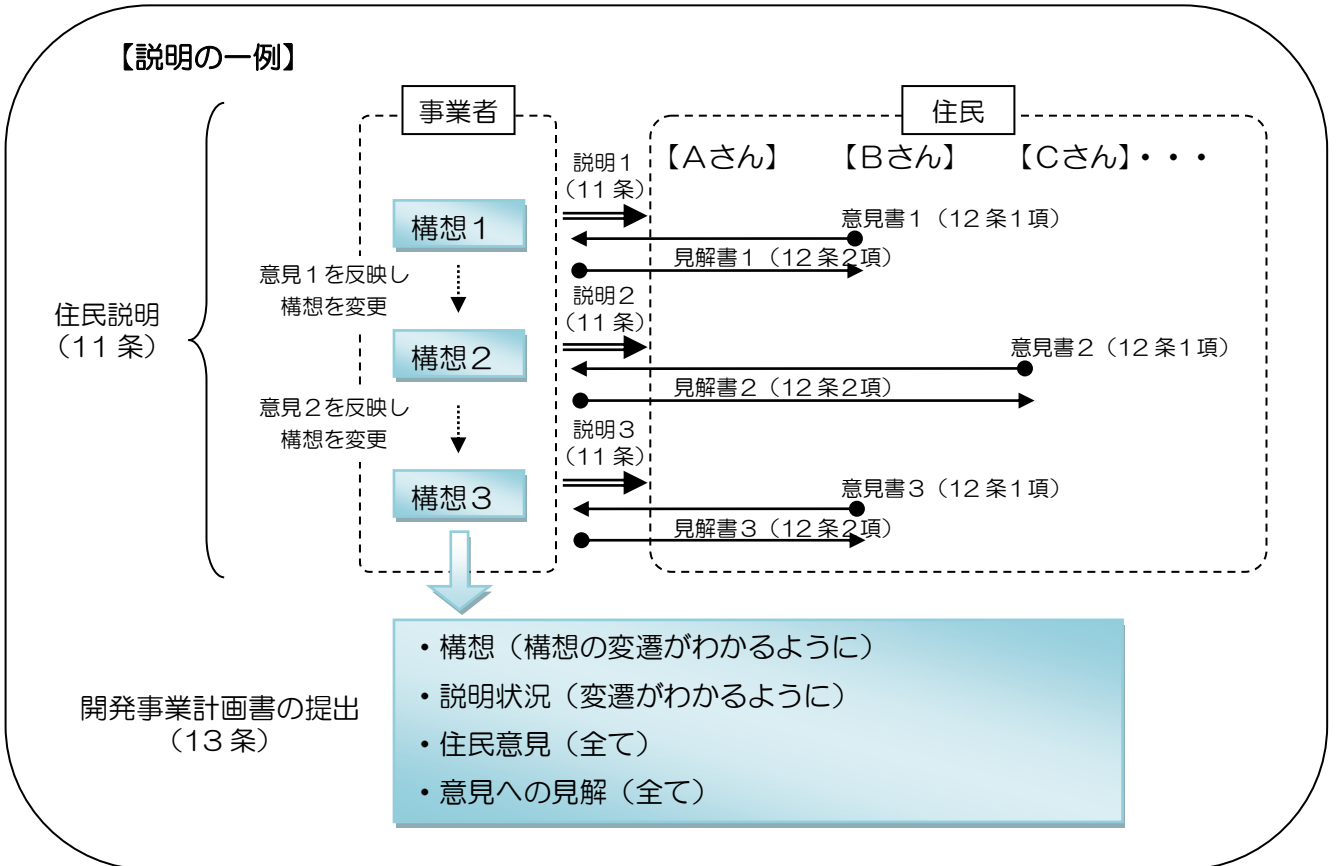 【説明の一例】
事業者
住民
説明1
（11条）
【Aさん】
【Bさん】
【Cさん】・・・
構想1
意見書1（12条1項）
見解書1（12条2項）
意見1を反映し
構想を変更
住民説明
（11条）
説明2
（11条）
構想2
意見書2（12条1項）
見解書2（12条2項）
意見2を反映し
構想を変更
説明3
（11条）
構想3
意見書3（12条1項）
見解書3（12条2項）
開発事業計画書の提出
（13条）
・構想（構想の変遷がわかるように）
・説明状況（変遷がわかるように）
・住民意見（全て）
・意見への見解（全て）